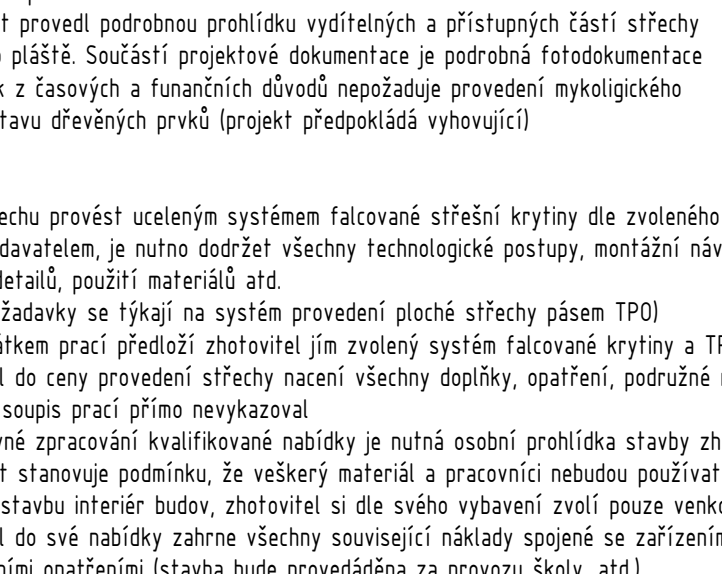 t provedl podrobnou prohlídku vydítelných a přístupných částí střechy
pláště. Součástí projektové dokumentace je podrobná fotodokumentace
k z časových a funančních důvodů nepožaduje provedení mykoligického
tavu dřevěných prvků (projekt předpokládá vyhovující)
echu provést uceleným systémem falcované střešní krytiny dle zvoleného
davatelem, je nutno dodržet všechny technologické postupy, montážní náv
detailů, použití materiálů atd.
žadavky se týkají na systém provedení ploché střechy pásem TPO)
átkem prací předloží zhotovitel jím zvolený systém falcované krytiny a TP
l do ceny provedení střechy nacení všechny doplňky, opatření, podružné
soupis prací přímo nevykazoval
vné zpracování kvalifikované nabídky je nutná osobní prohlídka stavby zh
t stanovuje podmínku, že veškerý materiál a pracovníci nebudou používat
stavbu interiér budov, zhotovitel si dle svého vybavení zvolí pouze venko
l do své nabídky zahrne všechny související náklady spojené se zařízením
ními opatřeními (stavba bude prováděna za provozu školy, atd.)